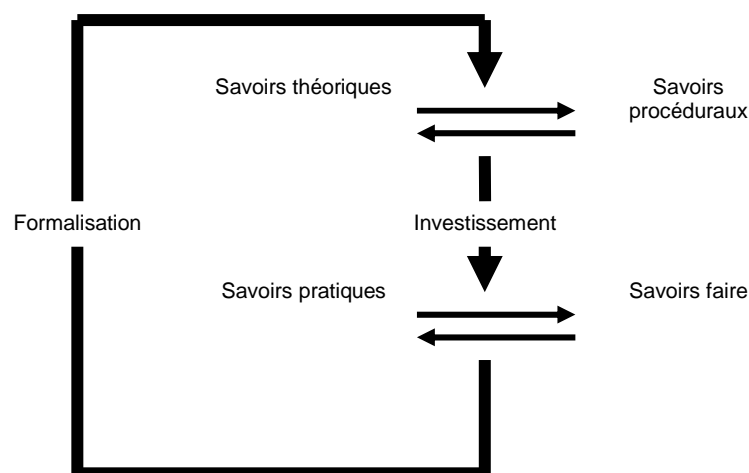 Savoirs théoriques
Savoirs
procéduraux
Formalisation
Investissement
Savoirs pratiques
Savoirs faire